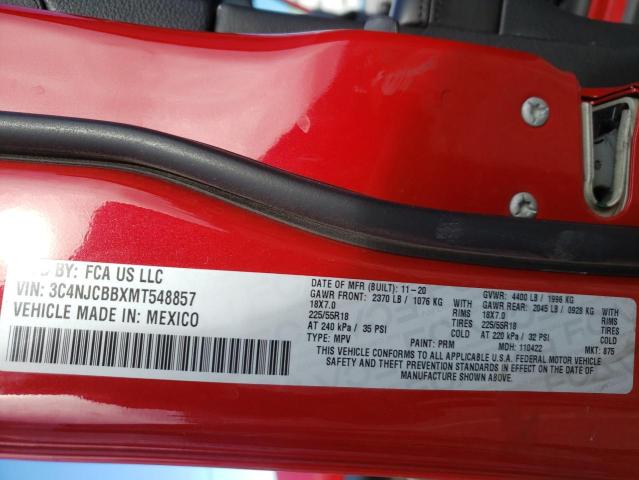 BY: FCA US LLC
VIN: 3C4NJCBBXMT548857
VEHICLE MADE IN: MEXICO
DATE OF MFR (BUILT): 11-20
GVWR: 4400 LB / 1996 KG
GAWR FRONT: 2370 LB / 1076 KG
GAWR REAR: 2045 LB / 0928 KG
18X7.0 RIMS 18X7.0 RIMS
225/55R18 TIRES 225/55R18 TIRES
AT 240 kPa / 35 PSI AT 220 kPa / 32 PSI
TYPE: MPV PAINT: PRM MDH: 110422 MKT: 875
THIS VEHICLE CONFORMS TO ALL APPLICABLE U.S.A. FEDERAL MOTOR VEHICLE
SAFETY AND THEFT PREVENTION STANDARDS IN EFFECT ON THE DATE OF
MANUFACTURE SHOWN ABOVE.